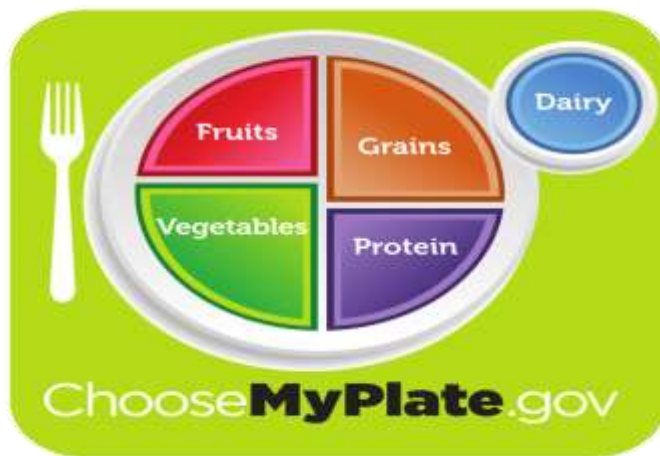 Dairy
Fruits
Grains
Vegetables
Protein
ChooseMyPlate.gov